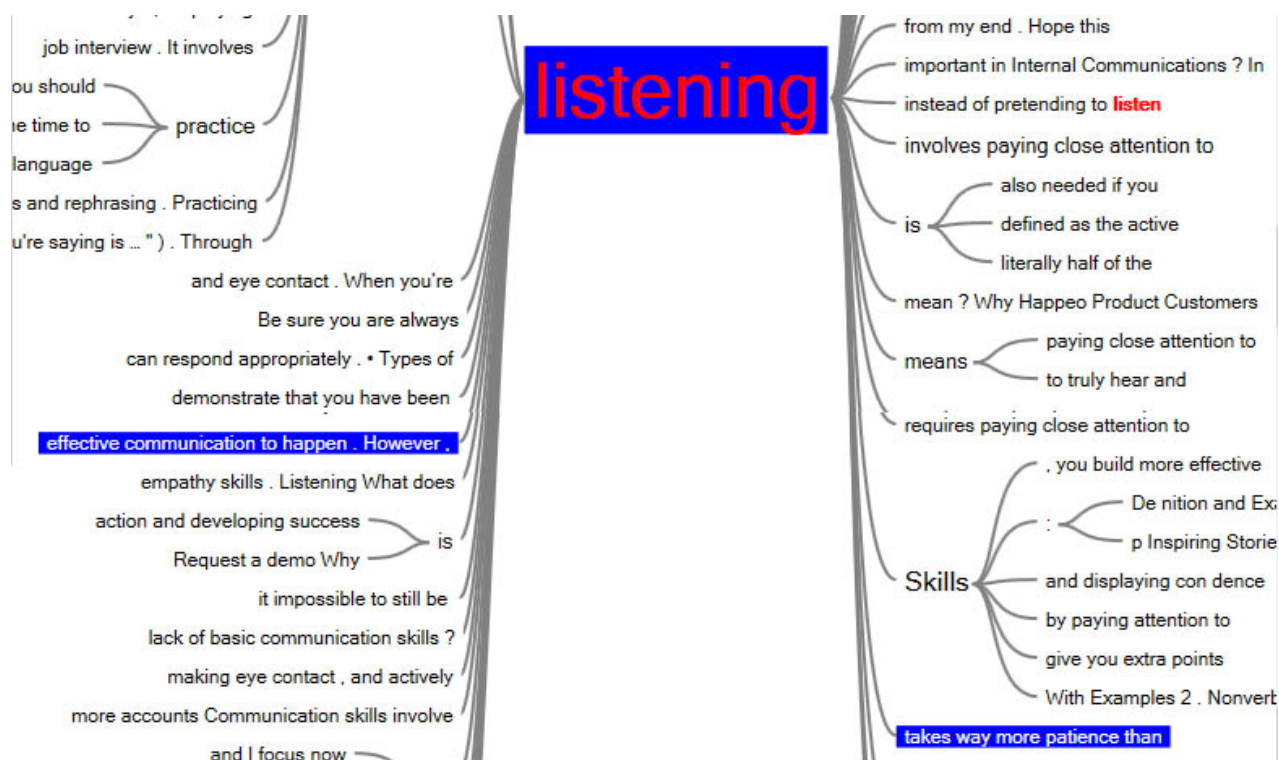 job interview . It involves
ou should
e time to
practice
language
s and rephrasing . Practicing
u're saying is ... " ) . Through
and eye contact . When you're
Be sure you are always
can respond appropriately . • Types of
demonstrate that you have been
effective communication to happen . However ,
empathy skills . Listening What does
action and developing success
is
Request a demo Why
it impossible to still be
lack of basic communication skills ?
making eye contact , and actively
more accounts Communication skills involve
and I focus now
listening
from my end . Hope this
important in Internal Communications ? In
instead of pretending to listen
involves paying close attention to
is
also needed if you
defined as the active
literally half of the
mean ? Why Happeo Product Customers
means
paying close attention to
to truly hear and
requires paying close attention to
Skills
, you build more effective
:
De nition and Exa
p Inspiring Storie
and displaying con dence
by paying attention to
give you extra points
With Examples 2 . Nonverb
takes way more patience than